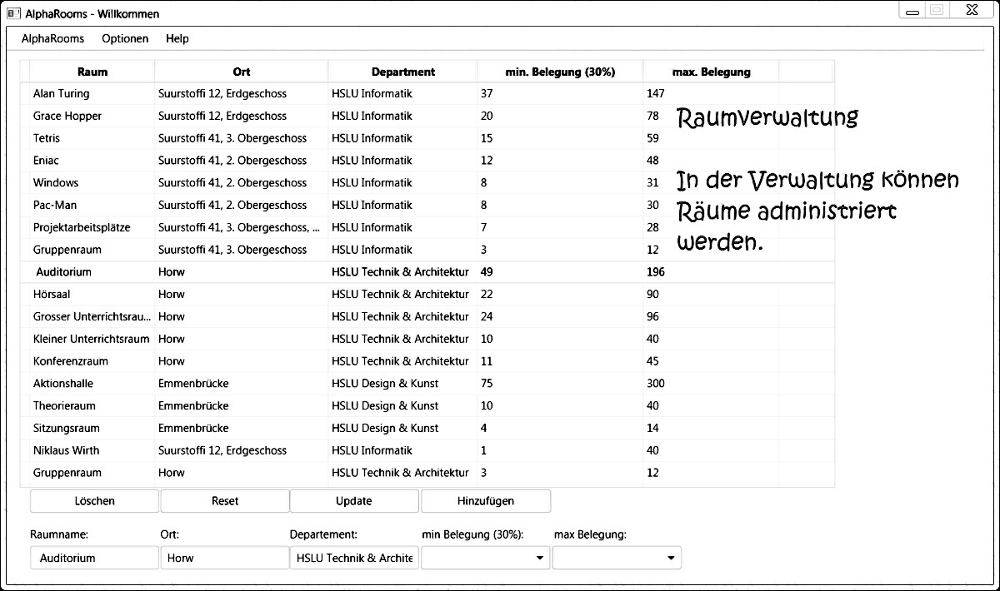 AlphaRooms - Willkommen
AlphaRooms Optionen Help
Raum Ort Department min. Belegung (30%) max. Belegung
Alan Turing Suurstoffi 12, Erdgeschoss HSLU Informatik 37 147
Grace Hopper Suurstoffi 12, Erdgeschoss HSLU Informatik 20 78
Raumverwaltung
Tetris Suurstoffi 41, 3. Obergeschoss HSLU Informatik 15 59
Eniac Suurstoffi 41, 2. Obergeschoss HSLU Informatik 12 48
Windows Suurstoffi 41, 2. Obergeschoss HSLU Informatik 8 31
In der Verwaltung können
Pac-Man Suurstoffi 41, 2. Obergeschoss HSLU Informatik 8 30
Räume administriert
Projektarbeitsplätze Suurstoffi 41, 3. Obergeschoss, ... HSLU Informatik 7 28
werden.
Gruppenraum Suurstoffi 41, 3. Obergeschoss HSLU Informatik 3 12
Auditorium Horw HSLU Technik & Architektur 49 196
Hörsaal Horw HSLU Technik & Architektur 22 90
Grosser Unterrichtsrau... Horw HSLU Technik & Architektur 24 96
Kleiner Unterrichtsraum Horw HSLU Technik & Architektur 10 40
Konferenzraum Horw HSLU Technik & Architektur 11 45
Aktionshalle Emmenbrücke HSLU Design & Kunst 75 300
Theorieraum Emmenbrücke HSLU Design & Kunst 10 40
Sitzungsraum Emmenbrücke HSLU Design & Kunst 4 14
Niklaus Wirth Suurstoffi 12, Erdgeschoss HSLU Informatik 1 40
Gruppenraum Horw HSLU Technik & Architektur 3 12
Löschen Reset Update Hinzufügen
Raumname: Ort: Departement: min Belegung (30%): max Belegung:
Auditorium Horw HSLU Technik & Archite